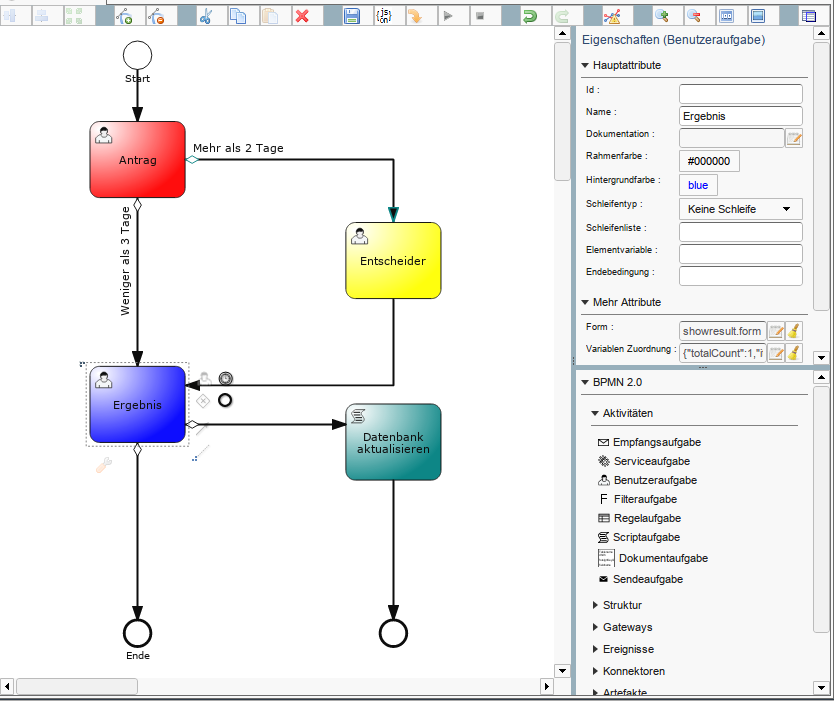 {js
on}
Start
Antrag
Mehr als 2 Tage
Weniger als 3 Tage
Entscheider
Ergebnis
Datenbank
aktualisieren
Ende
Eigenschaften (Benutzeraufgabe)
Hauptattribute
Id :
Name : Ergebnis
Dokumentation :
Rahmenfarbe : #000000
Hintergrundfarbe : blue
Schleifentyp : Keine Schleife
Schleifenliste :
Elementvariable :
Endebedingung :
Mehr Attribute
Form : showresult.form
Variablen Zuordnung : {"totalCount":1,"i
BPMN 2.0
Aktivitäten
Empfangsaufgabe
Serviceaufgabe
Benutzeraufgabe
Filteraufgabe
Regelaufgabe
Scriptaufgabe
Dokumentaufgabe
Sendeaufgabe
Struktur
Gateways
Ereignisse
Konnektoren
Artefakte